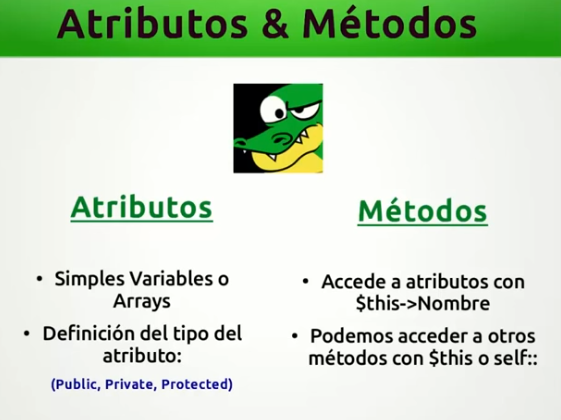 Atributos & Métodos
Atributos
• Simples Variables o
Arrays
• Definición del tipo del
atributo:
(Public, Private, Protected)
Métodos
• Accede a atributos con
$this->Nombre
• Podemos acceder a otros
métodos con $this o self::